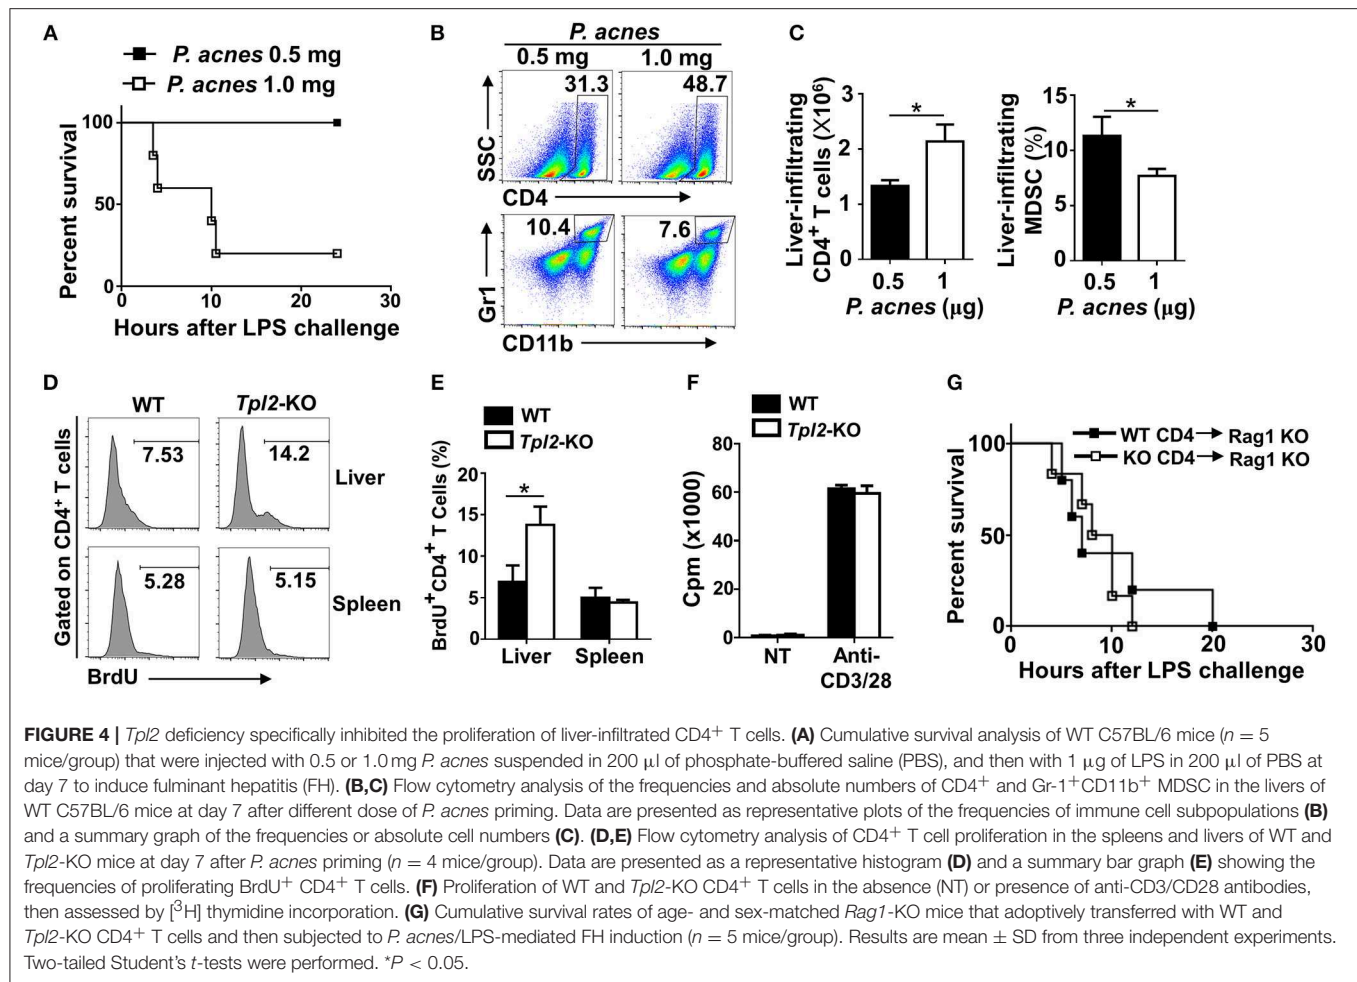 A
P. acnes 0.5 mg
P. acnes 1.0 mg
Percent survival
100
50
0
0 10 20 30
Hours after LPS challenge
B
P. acnes
0.5 mg 1.0 mg
31.3 48.7
SSC
CD4
10.4 7.6
Gr1
CD11b
C
Liver-infiltrating
CD4+ T cells (X10⁶)
3
2
1
0
*
0.5 1
P. acnes (μg)
Liver-infiltrating
MDSC (%)
15
10
5
0
*
0.5 1
P. acnes (μg)
D
WT Tpl2-KO
Gated on CD4⁺ T cells
7.53 14.2 Liver
5.28 5.15 Spleen
BrdU
E
WT
Tpl2-KO
BrdU⁺CD4⁺ T Cells (%)
20
15
10
5
0
*
Liver Spleen
F
WT
Tpl2-KO
Cpm (x1000)
80
60
40
20
0
NT Anti-
CD3/28
G
WT CD4 → Rag1 KO
KO CD4 → Rag1 KO
Percent survival
100
50
0
0 10 20 30
Hours after LPS challenge
FIGURE 4 | Tpl2 deficiency specifically inhibited the proliferation of liver-infiltrated CD4⁺ T cells. (A) Cumulative survival analysis of WT C57BL/6 mice (n = 5
mice/group) that were injected with 0.5 or 1.0 mg P. acnes suspended in 200 μl of phosphate-buffered saline (PBS), and then with 1 μg of LPS in 200 μl of PBS at
day 7 to induce fulminant hepatitis (FH). (B,C) Flow cytometry analysis of the frequencies and absolute numbers of CD4⁺ and Gr-1⁺CD11b⁺ MDSC in the livers of
WT C57BL/6 mice at day 7 after different dose of P. acnes priming. Data are presented as representative plots of the frequencies of immune cell subpopulations (B)
and a summary graph of the frequencies or absolute cell numbers (C). (D,E) Flow cytometry analysis of CD4⁺ T cell proliferation in the spleens and livers of WT and
Tpl2-KO mice at day 7 after P. acnes priming (n = 4 mice/group). Data are presented as a representative histogram (D) and a summary bar graph (E) showing the
frequencies of proliferating BrdU⁺ CD4⁺ T cells. (F) Proliferation of WT and Tpl2-KO CD4⁺ T cells in the absence (NT) or presence of anti-CD3/CD28 antibodies,
then assessed by [³H] thymidine incorporation. (G) Cumulative survival rates of age- and sex-matched Rag1-KO mice that adoptively transferred with WT and
Tpl2-KO CD4⁺ T cells and then subjected to P. acnes/LPS-mediated FH induction (n = 5 mice/group). Results are mean ± SD from three independent experiments.
Two-tailed Student's t-tests were performed. *P < 0.05.